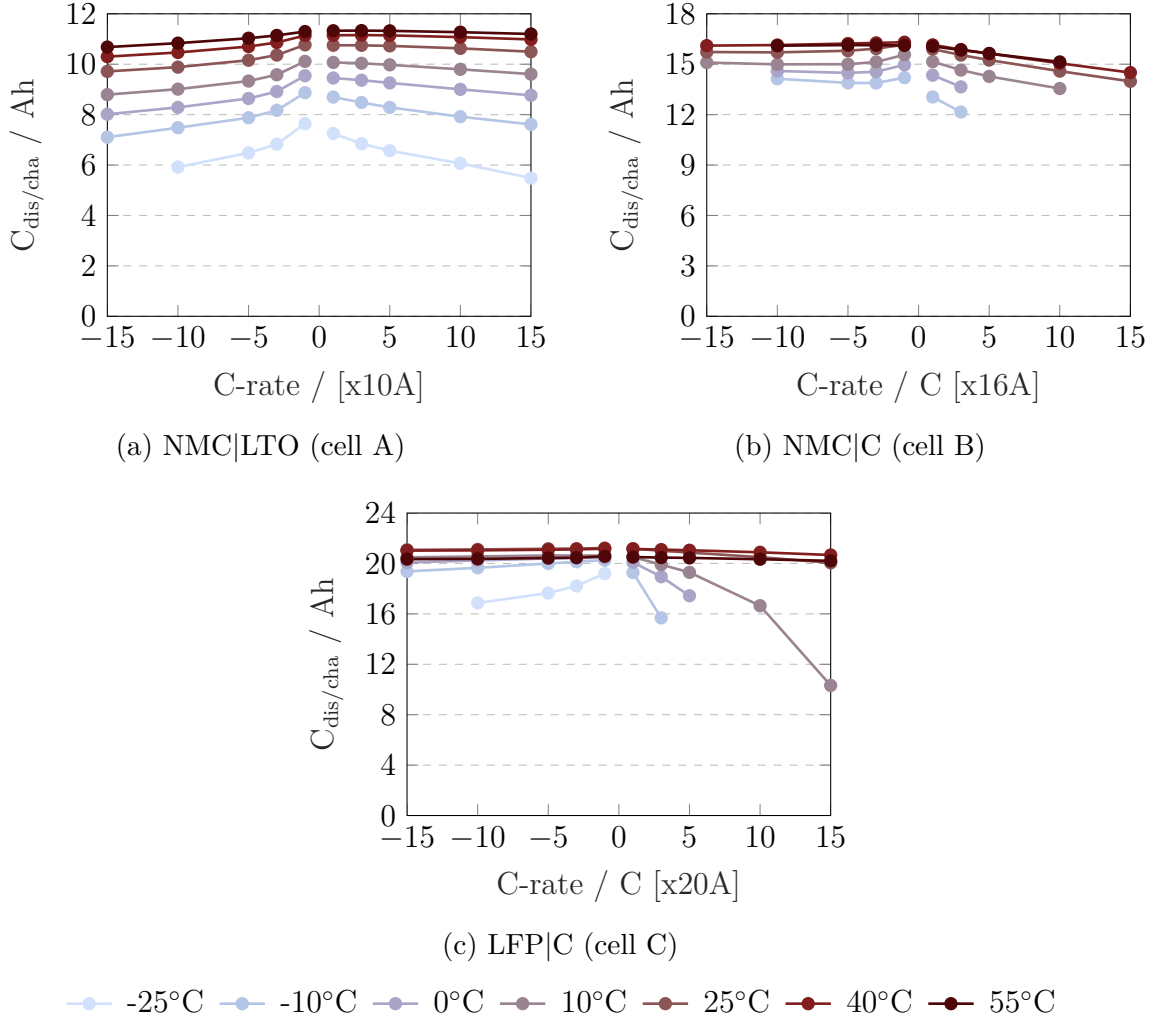 12
10
8
6
4
2
0
C_dis/cha / Ah
−15 −10 −5 0 5 10 15
C-rate / [x10A]
(a) NMC|LTO (cell A)
18
15
12
9
6
3
0
C_dis/cha / Ah
−15 −10 −5 0 5 10 15
C-rate / C [x16A]
(b) NMC|C (cell B)
24
20
16
12
8
4
0
C_dis/cha / Ah
−15 −10 −5 0 5 10 15
C-rate / C [x20A]
(c) LFP|C (cell C)
-25°C -10°C 0°C 10°C 25°C 40°C 55°C